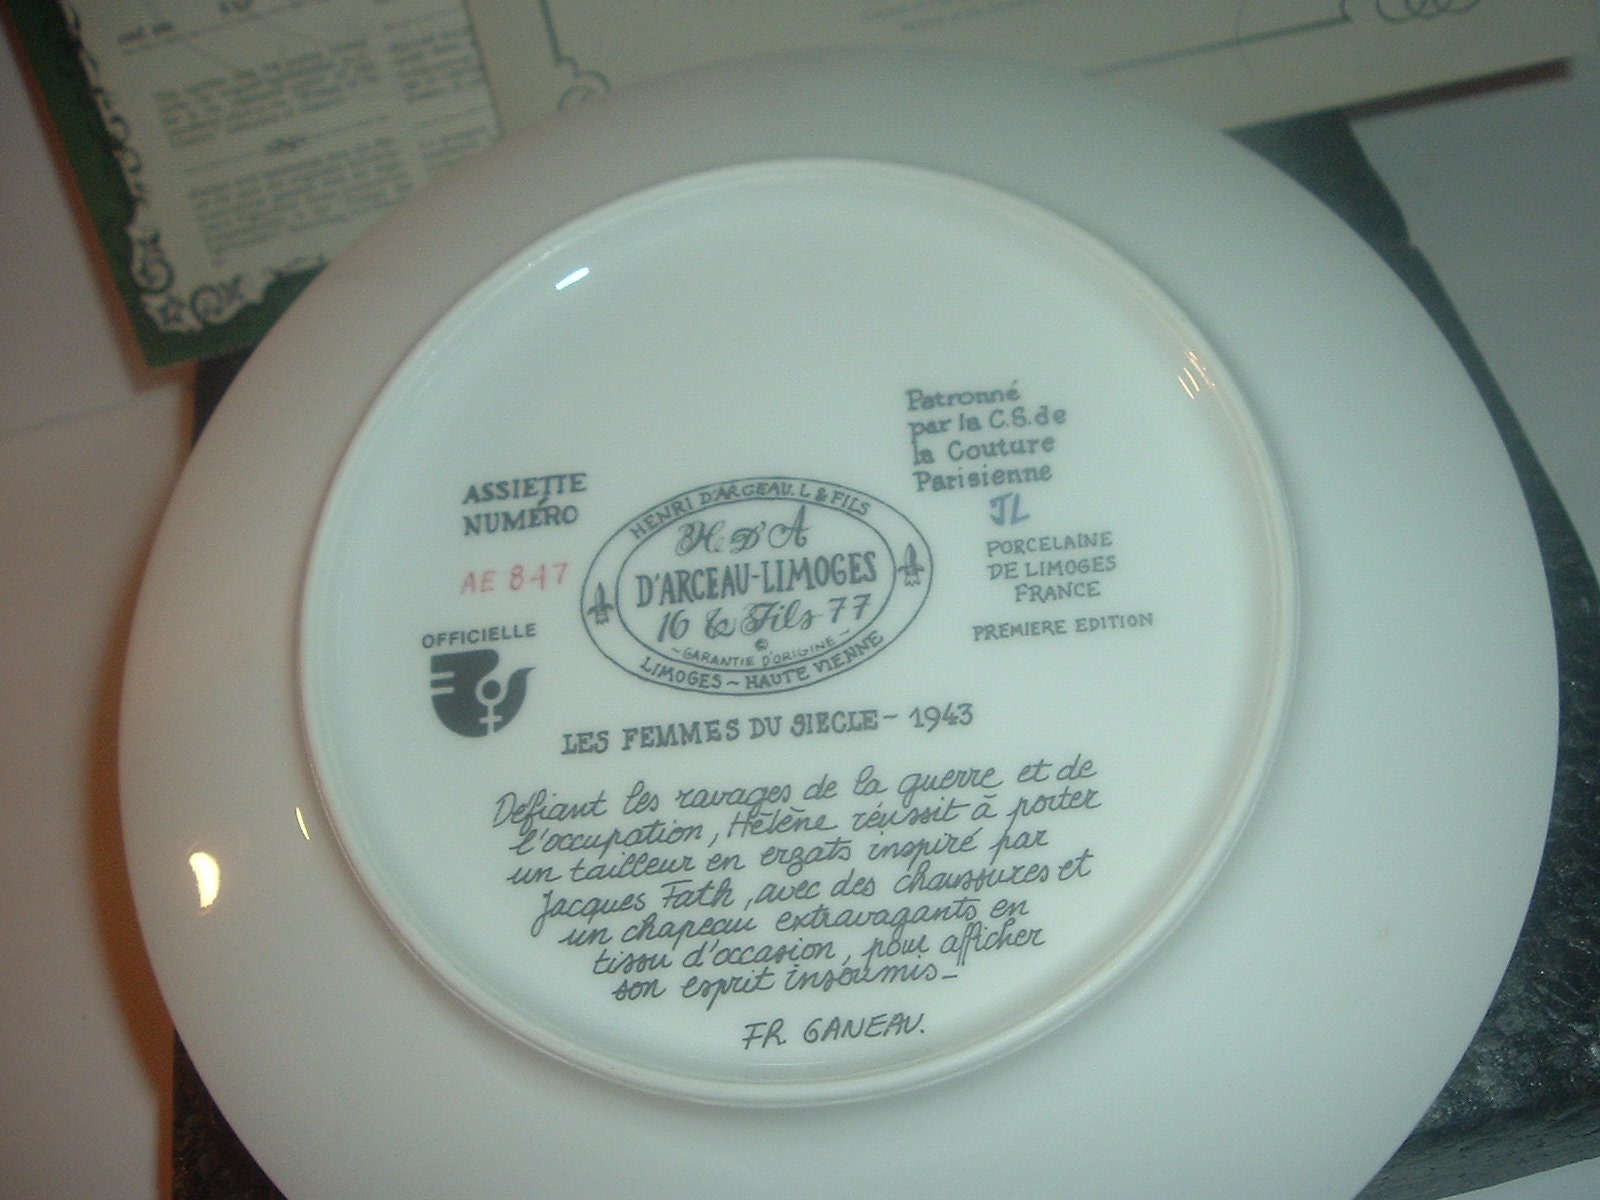 Patronné
par la C.S. de
la Couture
Parisienne
JL
ASSIETTE
NUMÉRO
AE 847
OFFICIELLE
HENRI D'ARCEAU. L & FILS
H D'A
D'ARCEAU-LIMOGES
16 & Fils 77
©
~GARANTIE D'ORIGINE~
LIMOGES ~ HAUTE VIENNE
PORCELAINE
DE LIMOGES
FRANCE
PREMIERE EDITION
LES FEMMES DU SIECLE - 1943
Défiant les ravages de la guerre et de
l'occupation, Hélène réussit à porter
un tailleur en erzats inspiré par
Jacques Fath, avec des chaussures et
un chapeau extravagants en
tissu d'occasion, pour afficher
son esprit insoumis_
FR. GANEAU.